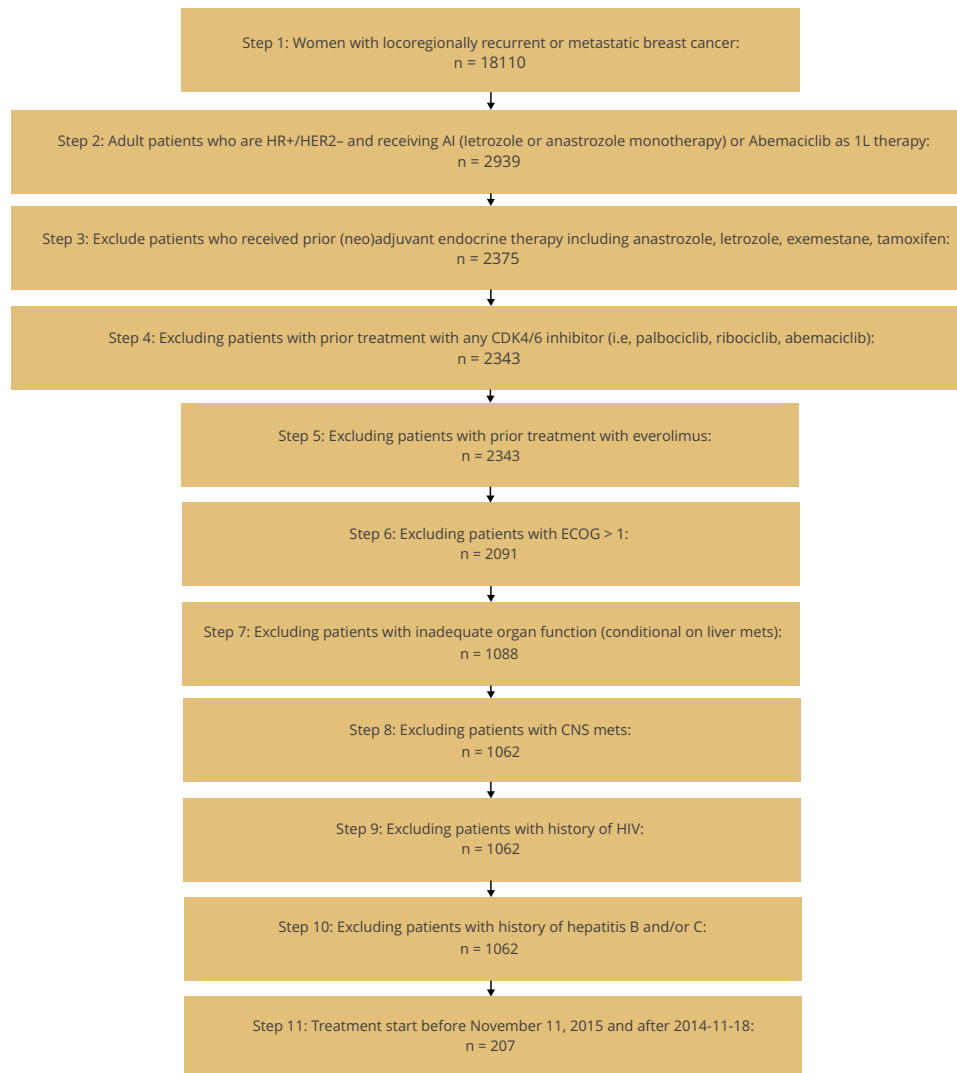 Step 1: Women with locoregionally recurrent or metastatic breast cancer:
n = 18110
Step 2: Adult patients who are HR+/HER2– and receiving AI (letrozole or anastrozole monotherapy) or Abemaciclib as 1L therapy:
n = 2939
Step 3: Exclude patients who received prior (neo)adjuvant endocrine therapy including anastrozole, letrozole, exemestane, tamoxifen:
n = 2375
Step 4: Excluding patients with prior treatment with any CDK4/6 inhibitor (i.e, palbociclib, ribociclib, abemaciclib):
n = 2343
Step 5: Excluding patients with prior treatment with everolimus:
n = 2343
Step 6: Excluding patients with ECOG > 1:
n = 2091
Step 7: Excluding patients with inadequate organ function (conditional on liver mets):
n = 1088
Step 8: Excluding patients with CNS mets:
n = 1062
Step 9: Excluding patients with history of HIV:
n = 1062
Step 10: Excluding patients with history of hepatitis B and/or C:
n = 1062
Step 11: Treatment start before November 11, 2015 and after 2014-11-18:
n = 207